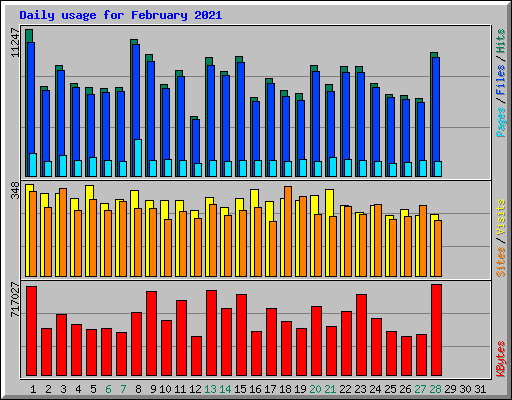 Daily usage for February 2021
11247
Pages / Files / Hits
348
Sites / Visits
717027
KBytes
1 2 3 4 5 6 7 8 9 10 11 12 13 14 15 16 17 18 19 20 21 22 23 24 25 26 27 28 29 30 31